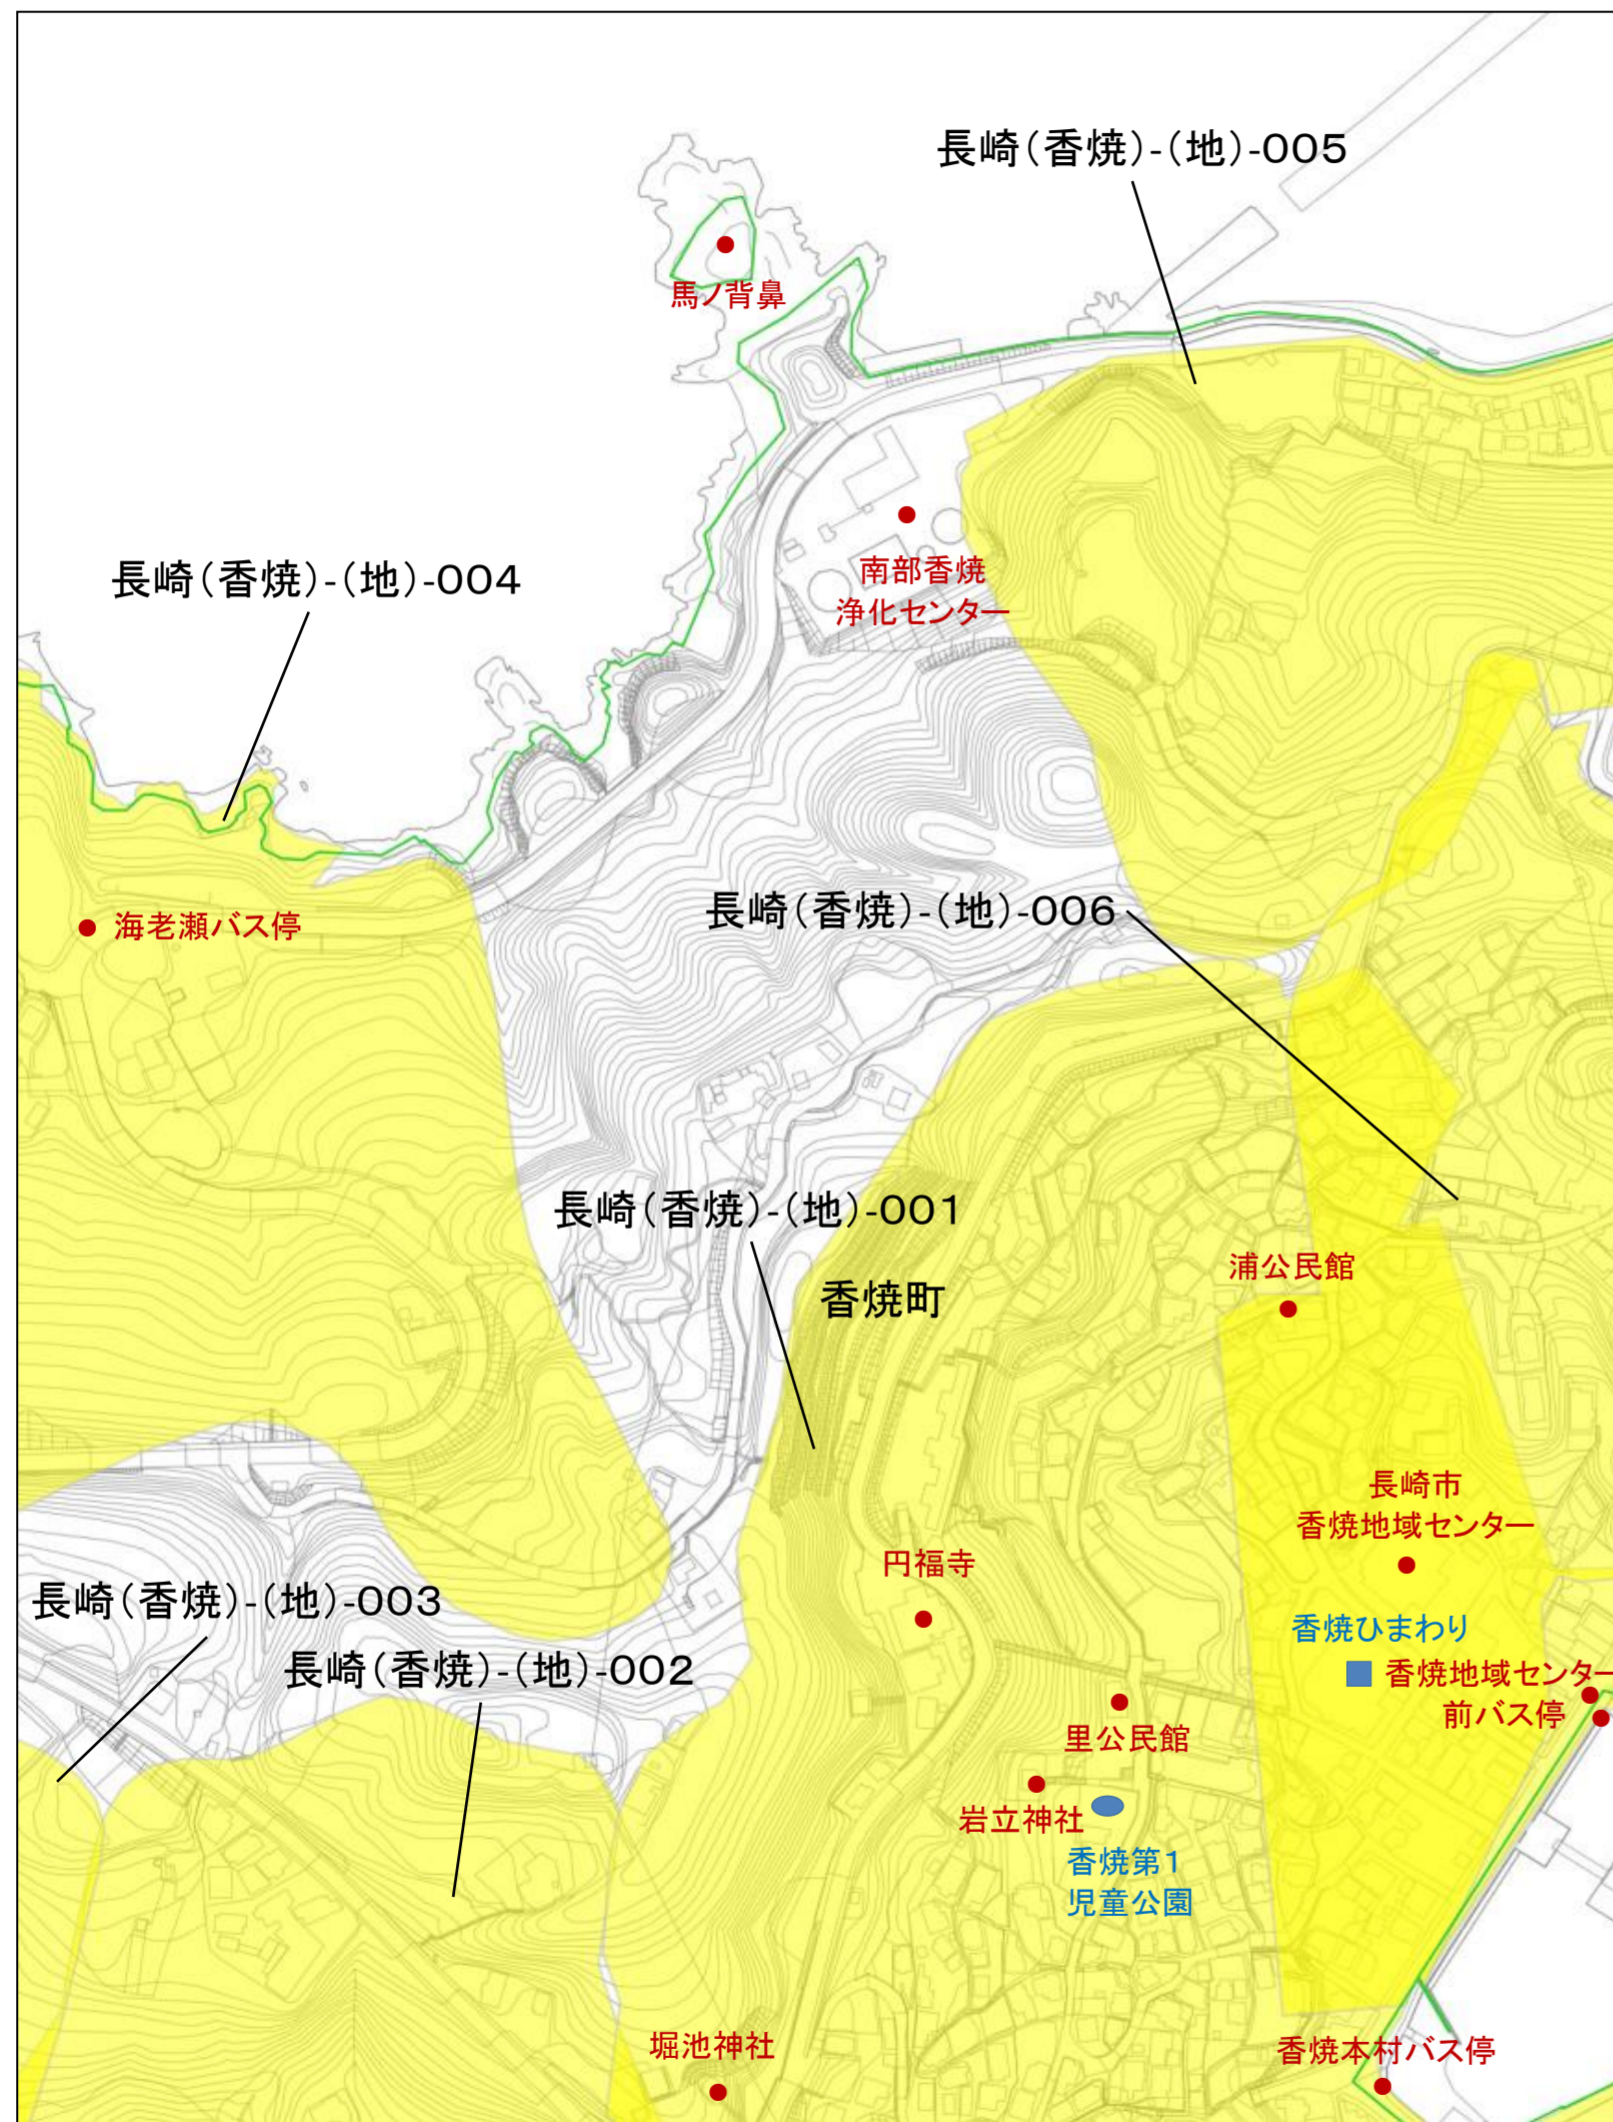 長崎(香焼)-(地)-005
馬ノ背鼻
南部香焼
浄化センター
長崎(香焼)-(地)-004
長崎(香焼)-(地)-006
海老瀬バス停
長崎(香焼)-(地)-001
浦公民館
香焼町
長崎市
香焼地域センター
円福寺
長崎(香焼)-(地)-003
香焼ひまわり
長崎(香焼)-(地)-002
香焼地域センター
前バス停
里公民館
岩立神社
香焼第1
児童公園
堀池神社
香焼本村バス停